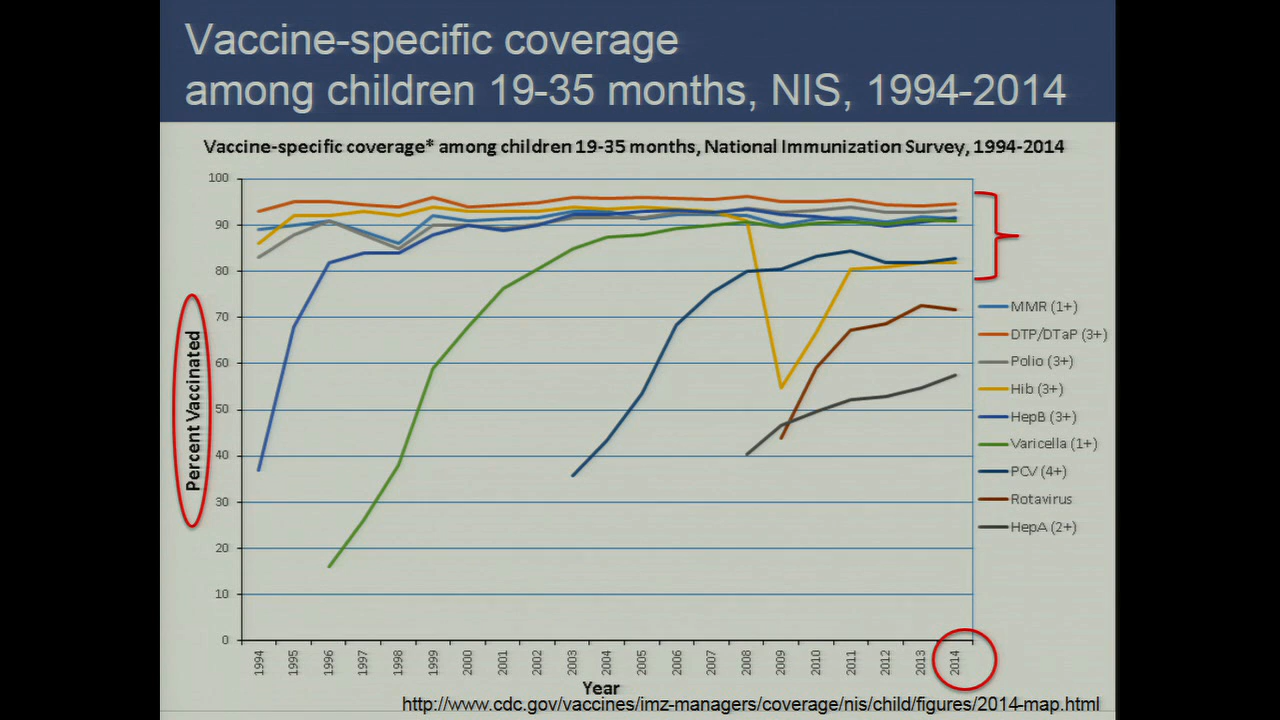 Vaccine-specific coverage
among children 19-35 months, NIS, 1994-2014
Vaccine-specific coverage* among children 19-35 months, National Immunization Survey, 1994-2014
100
90
80
70
60
50
40
30
20
10
0
Percent Vaccinated
MMR (1+)
DTP/DTaP (3+)
Polio (3+)
Hib (3+)
HepB (3+)
Varicella (1+)
PCV (4+)
Rotavirus
HepA (2+)
1994
1995
1996
1997
1998
1999
2000
2001
2002
2003
2004
2005
2006
2007
2008
2009
2010
2011
2012
2013
2014
Year
http://www.cdc.gov/vaccines/imz-managers/coverage/nis/child/figures/2014-map.html